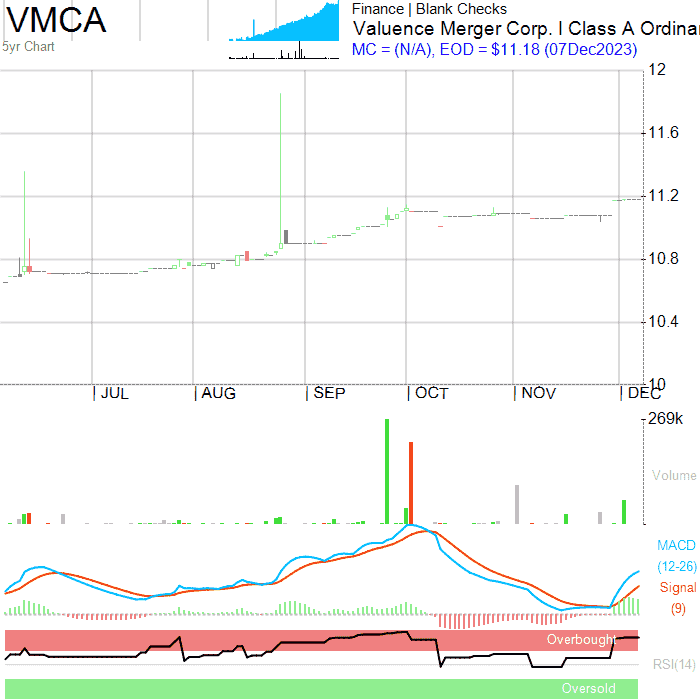 VMCA
5yr Chart
Finance | Blank Checks
Valuence Merger Corp. I Class A Ordinar
MC = (N/A), EOD = $11.18 (07Dec2023)
12
11.6
11.2
10.8
10.4
10
JUL AUG SEP OCT NOV DEC
269k
Volume
MACD
(12-26)
Signal
(9)
Overbought
RSI(14)
Oversold